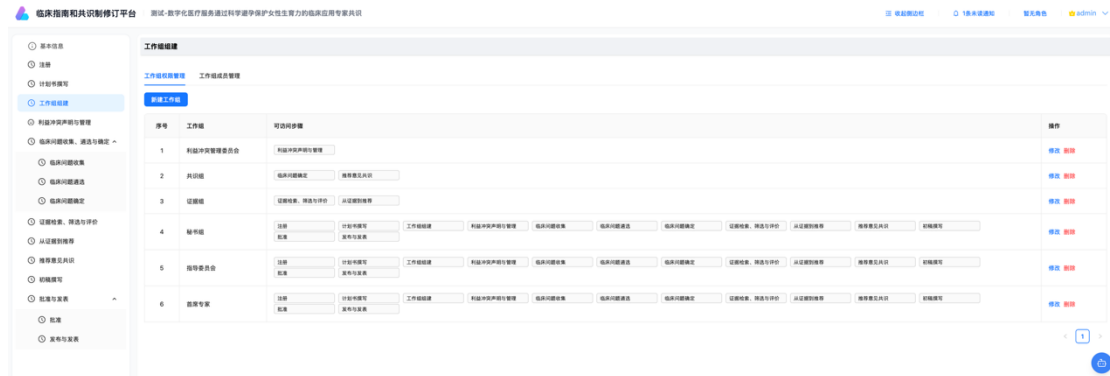 临床指南和共识制修订平台 测试-数字化医疗服务通过科学避孕保护女性生育力的临床应用专家共识 收起侧边栏 1条未读通知 暂无角色 admin
基本信息
注册
计划书撰写
工作组组建
利益冲突声明与管理
临床问题收集、遴选与确定
临床问题收集
临床问题遴选
临床问题确定
证据检索、筛选与评价
从证据到推荐
推荐意见共识
初稿撰写
批准与发表
批准
发布与发表
工作组组建
工作组权限管理 工作组成员管理
新建工作组
序号 工作组 可访问步骤 操作
1 利益冲突管理委员会 利益冲突声明与管理 修改 删除
2 共识组 临床问题确定 推荐意见共识 修改 删除
3 证据组 证据检索、筛选与评价 从证据到推荐 修改 删除
4 秘书组 注册 计划书撰写 工作组组建 利益冲突声明与管理 临床问题收集 临床问题遴选 临床问题确定 证据检索、筛选与评价 从证据到推荐 推荐意见共识 初稿撰写 修改 删除
批准 发布与发表
5 指导委员会 注册 计划书撰写 工作组组建 利益冲突声明与管理 临床问题收集 临床问题遴选 临床问题确定 证据检索、筛选与评价 从证据到推荐 推荐意见共识 初稿撰写 修改 删除
批准 发布与发表
6 首席专家 注册 计划书撰写 工作组组建 利益冲突声明与管理 临床问题收集 临床问题遴选 临床问题确定 证据检索、筛选与评价 从证据到推荐 推荐意见共识 初稿撰写 修改 删除
批准 发布与发表
1